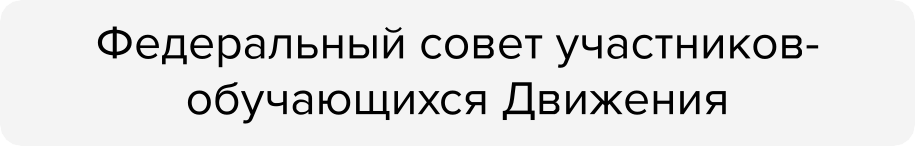 Федеральный совет участников-
обучающихся Движения